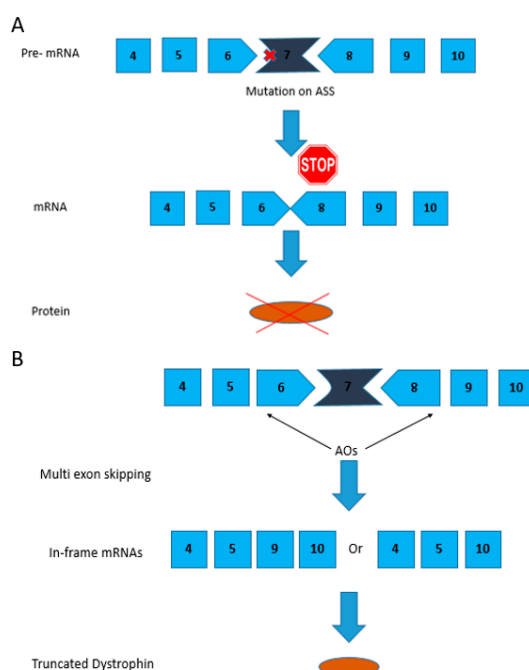 A
Pre- mRNA
4 5 6 7 8 9 10
Mutation on ASS
STOP
mRNA
4 5 6 8 9 10
Protein
B
4 5 6 7 8 9 10
AOs
Multi exon skipping
In-frame mRNAs
4 5 9 10 Or 4 5 10
Truncated Dystrophin